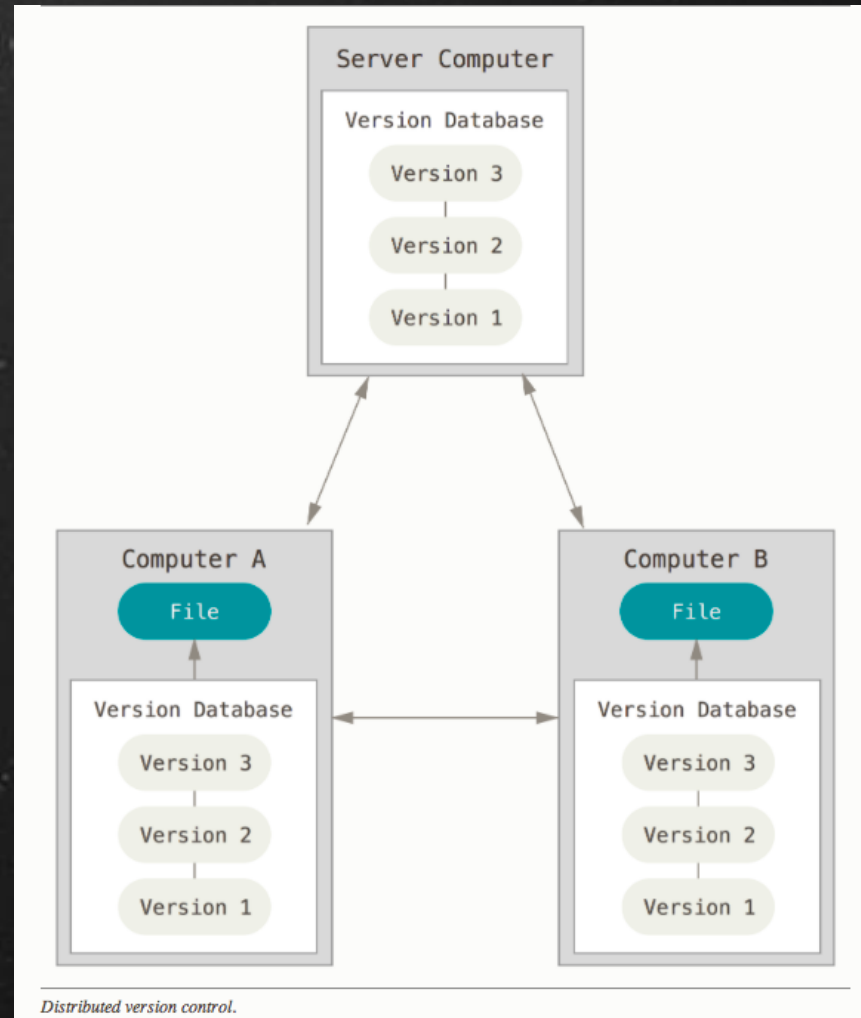 Server Computer
Version Database
Version 3
Version 2
Version 1
Computer A
File
Version Database
Version 3
Version 2
Version 1
Computer B
File
Version Database
Version 3
Version 2
Version 1
Distributed version control.